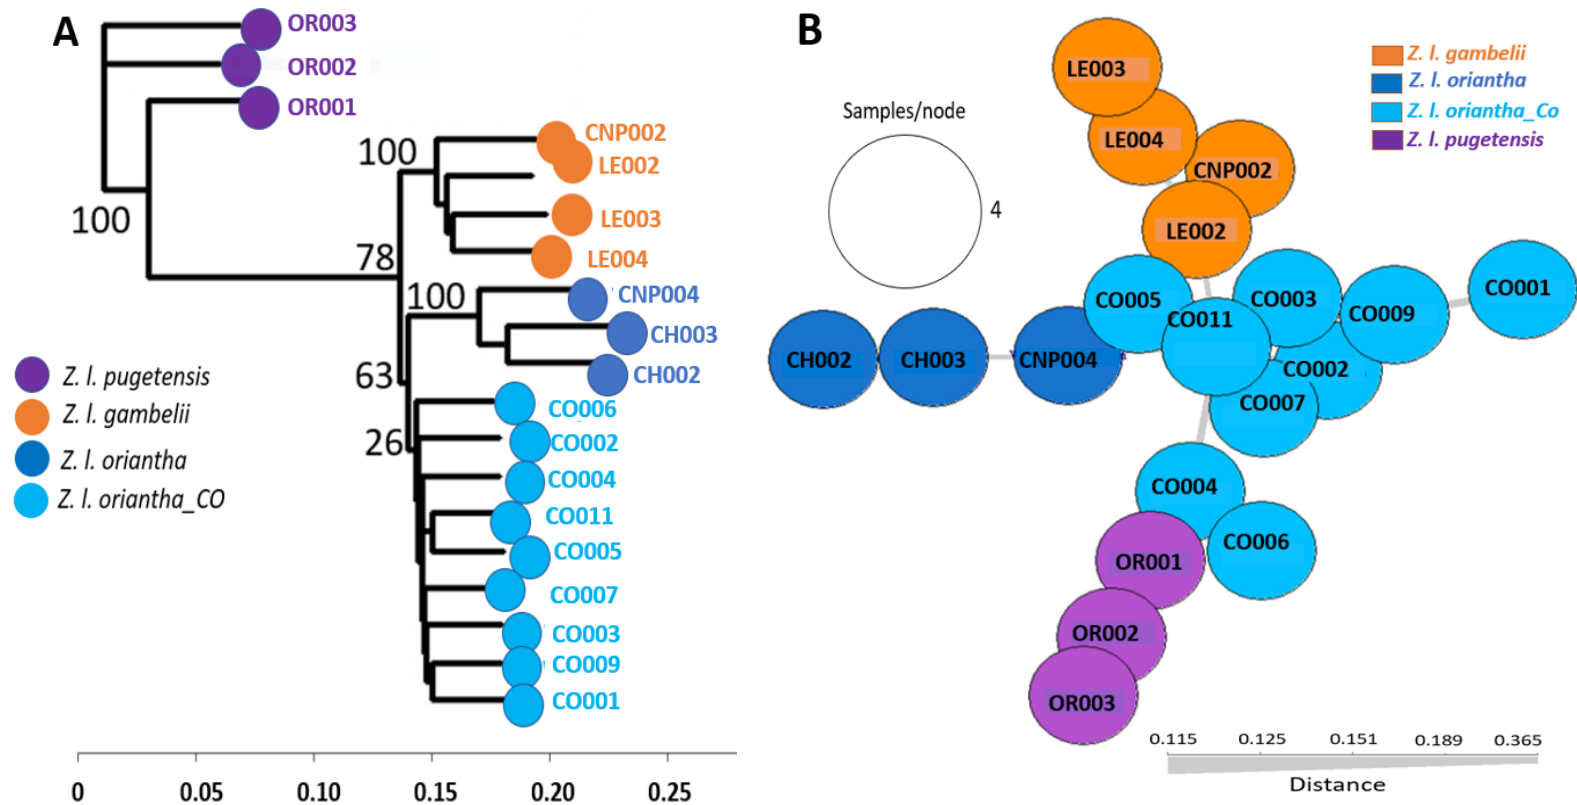 A
OR003
OR002
OR001
CNP002
100
LE002
LE003
100
78
LE004
100
CNP004
CH003
63
CH002
Z. l. pugetensis
CO006
Z. l. gambelii
26
CO002
Z. l. oriantha
CO004
Z. l. oriantha_CO
CO011
CO005
CO007
CO003
CO009
CO001
0 0.05 0.10 0.15 0.20 0.25
B
Z. l. gambelii
Z. l. oriantha
Z. l. oriantha_Co
Z. l. pugetensis
Samples/node
4
LE003
LE004
CNP002
LE002
CO005
CO003
CO001
CO011
CO009
CH002
CH003
CNP004
CO002
CO007
CO004
CO006
OR001
OR002
OR003
0.115 0.125 0.151 0.189 0.365
Distance